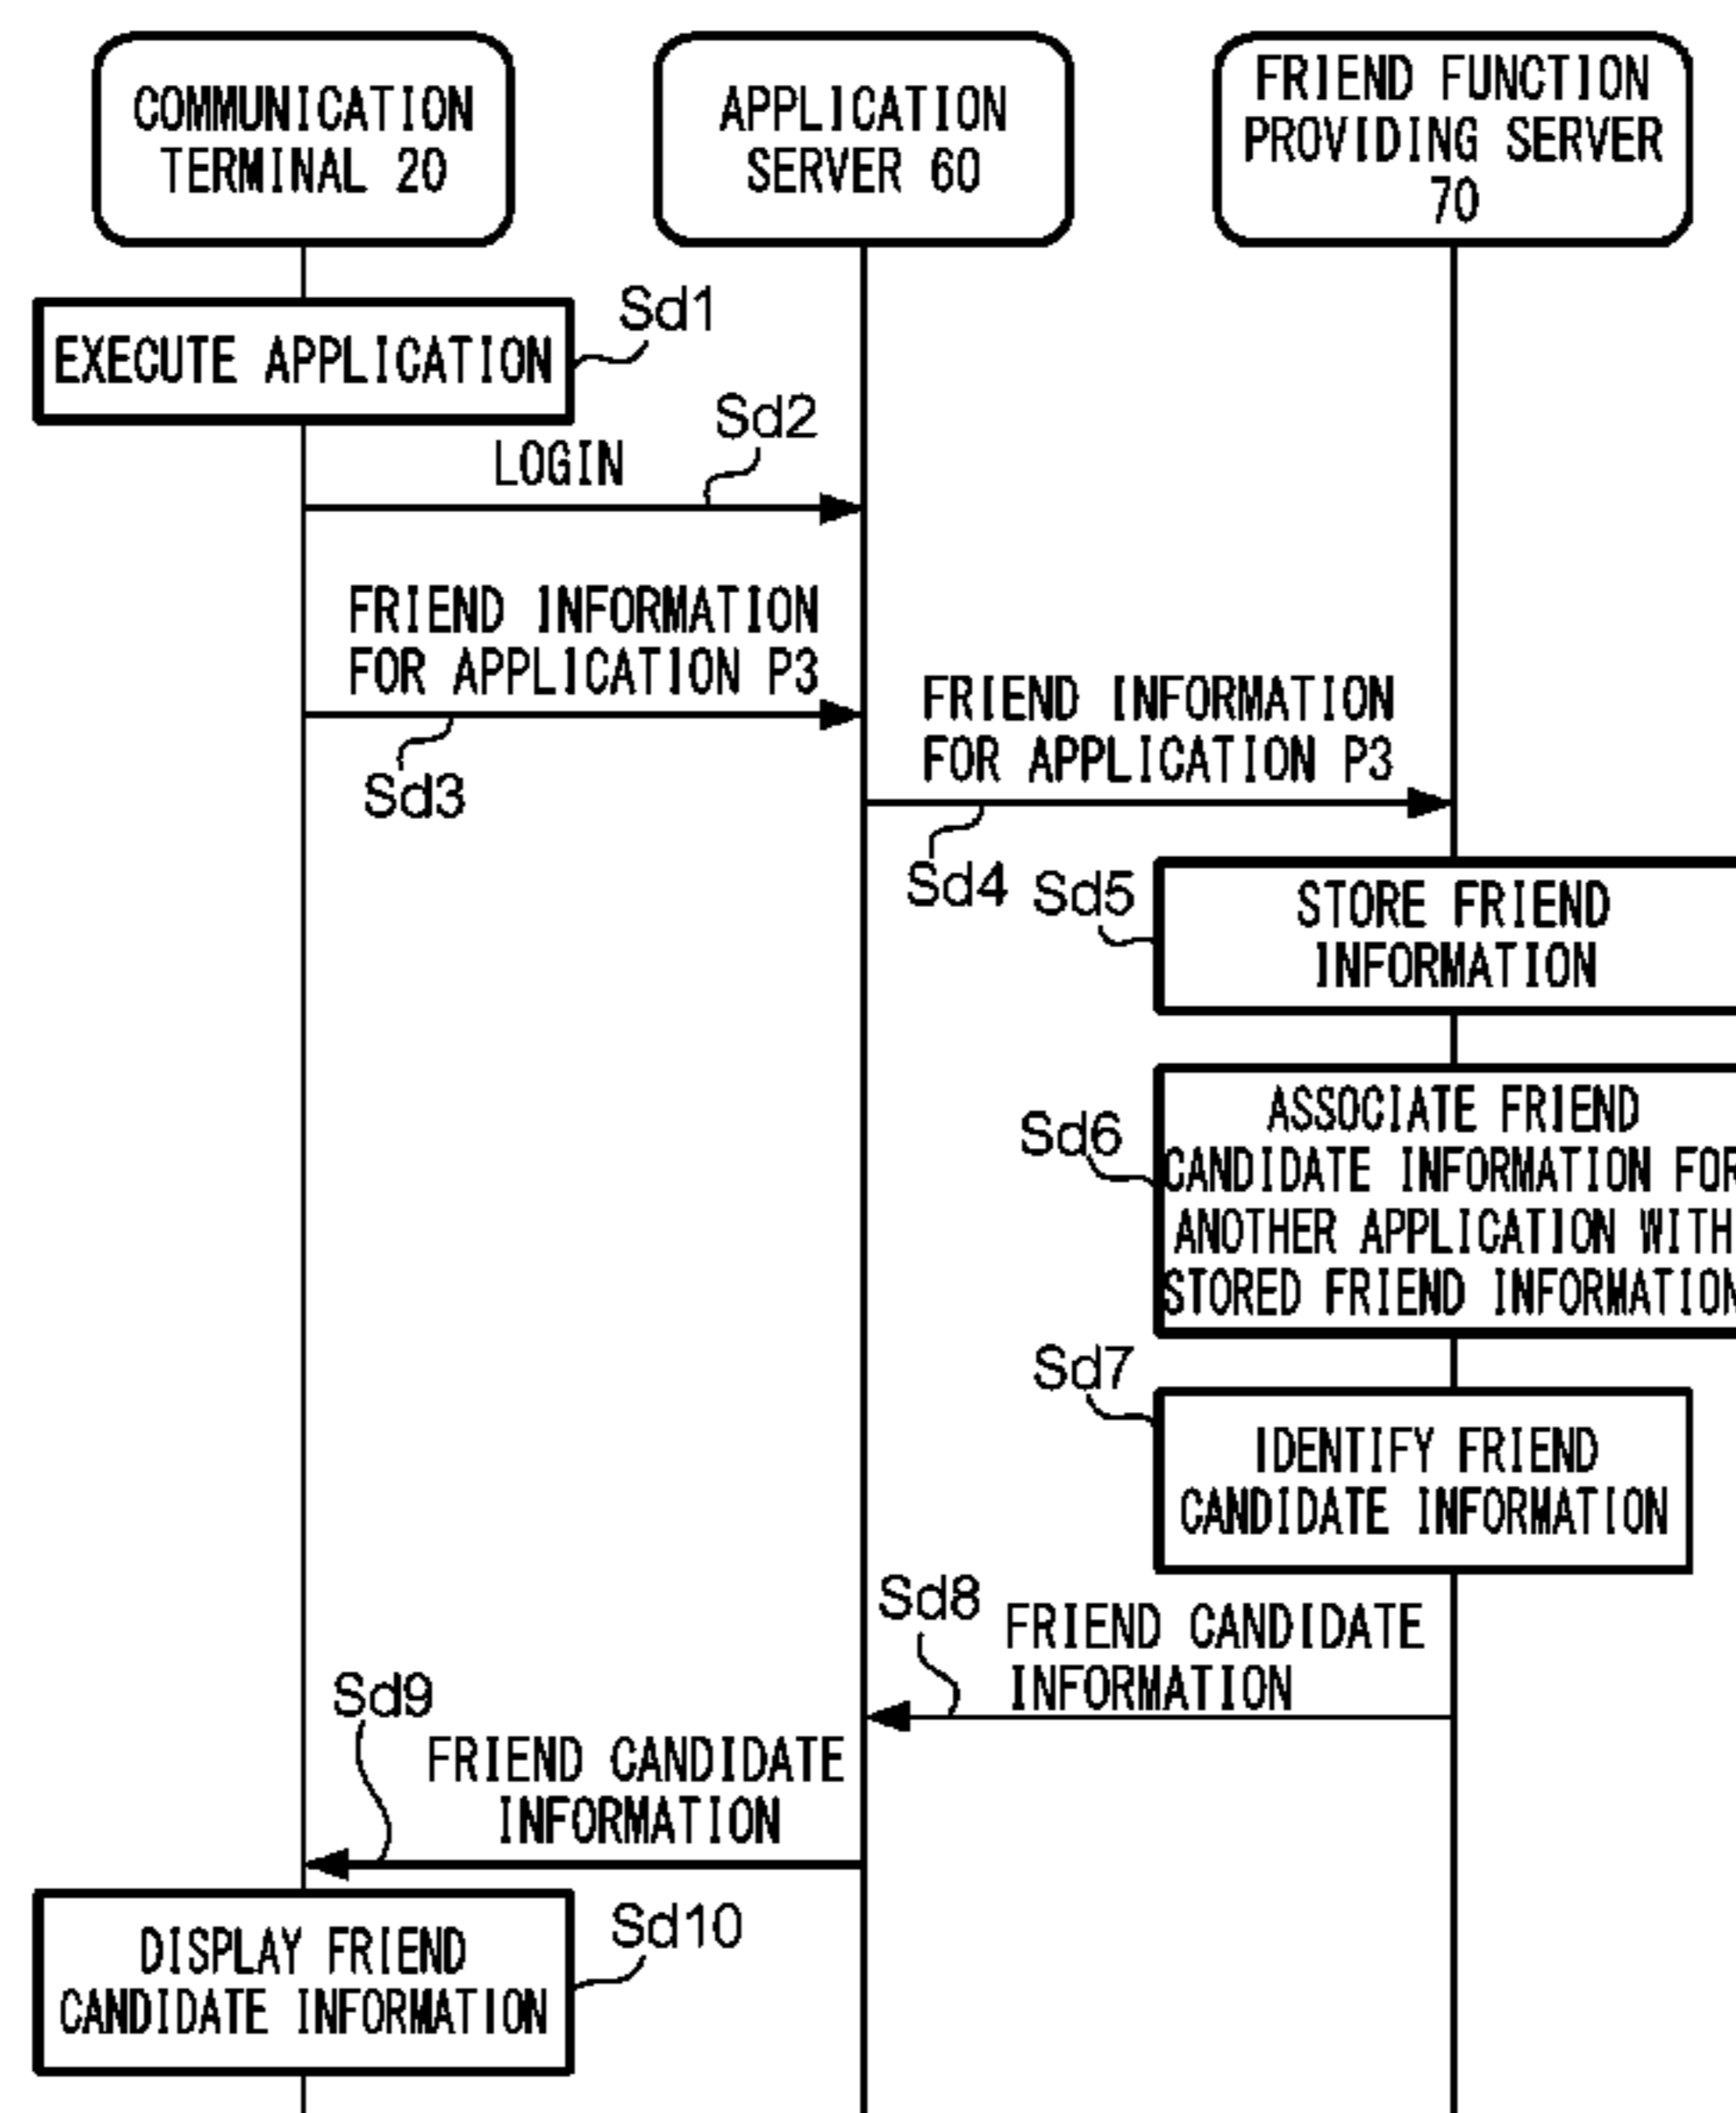 COMMUNICATION
TERMINAL 20
APPLICATION
SERVER 60
FRIEND FUNCTION
PROVIDING SERVER
70
EXECUTE APPLICATION
Sd1
LOGIN
Sd2
FRIEND INFORMATION
FOR APPLICATION P3
Sd3
FRIEND INFORMATION
FOR APPLICATION P3
Sd4
Sd5
STORE FRIEND
INFORMATION
Sd6
ASSOCIATE FRIEND
CANDIDATE INFORMATION FOR
ANOTHER APPLICATION WITH
STORED FRIEND INFORMATION
Sd7
IDENTIFY FRIEND
CANDIDATE INFORMATION
Sd8
FRIEND CANDIDATE
INFORMATION
Sd9
FRIEND CANDIDATE
INFORMATION
DISPLAY FRIEND
CANDIDATE INFORMATION
Sd10